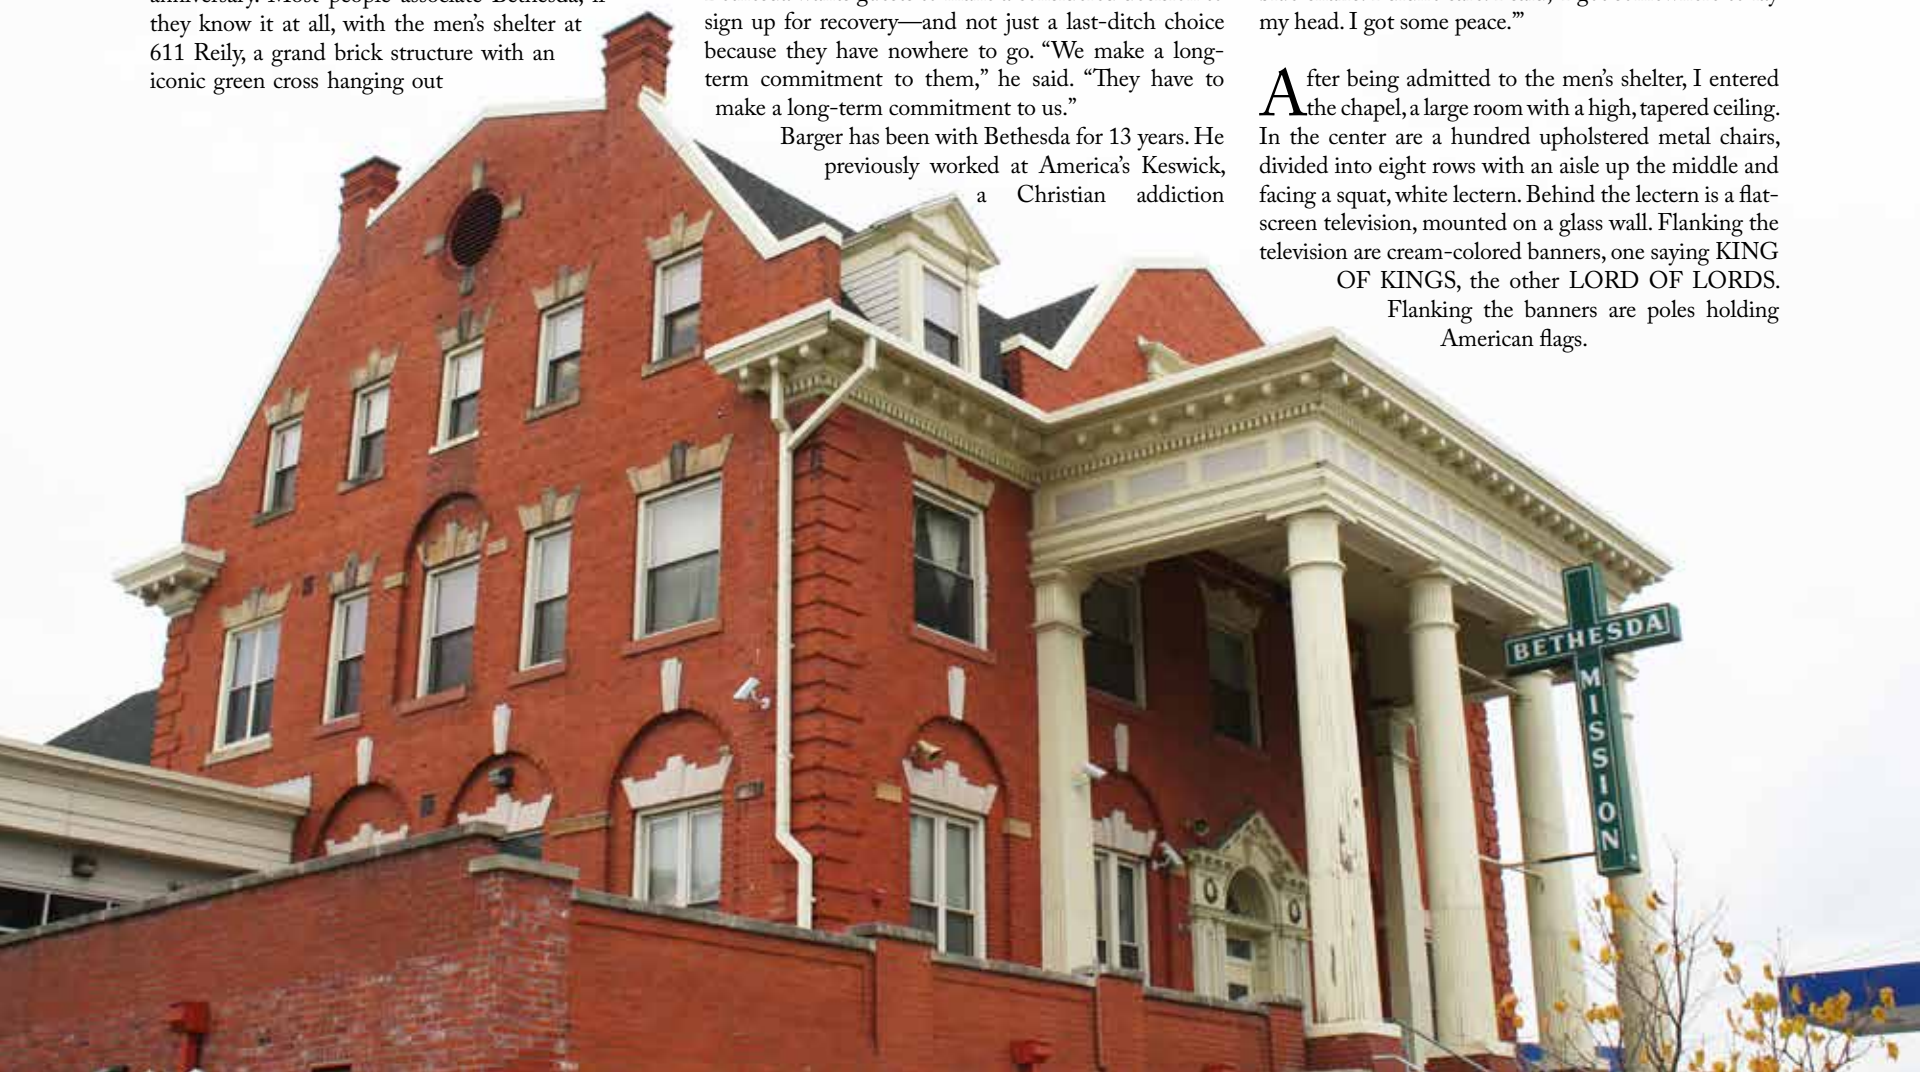 anniversary. Most people associate Bethesda, if
they know it at all, with the men’s shelter at
611 Reily, a grand brick structure with an
iconic green cross hanging out
sign up for recovery—and not just a last-ditch choice
because they have nowhere to go. “We make a long-
term commitment to them,” he said. “They have to
make a long-term commitment to us.”
Barger has been with Bethesda for 13 years. He
previously worked at America’s Keswick,
a Christian addiction
my head. I got some peace.’”
After being admitted to the men’s shelter, I entered
the chapel, a large room with a high, tapered ceiling.
In the center are a hundred upholstered metal chairs,
divided into eight rows with an aisle up the middle and
facing a squat, white lectern. Behind the lectern is a flat-
screen television, mounted on a glass wall. Flanking the
television are cream-colored banners, one saying KING
OF KINGS, the other LORD OF LORDS.
Flanking the banners are poles holding
American flags.
BETHESDA
MISSION